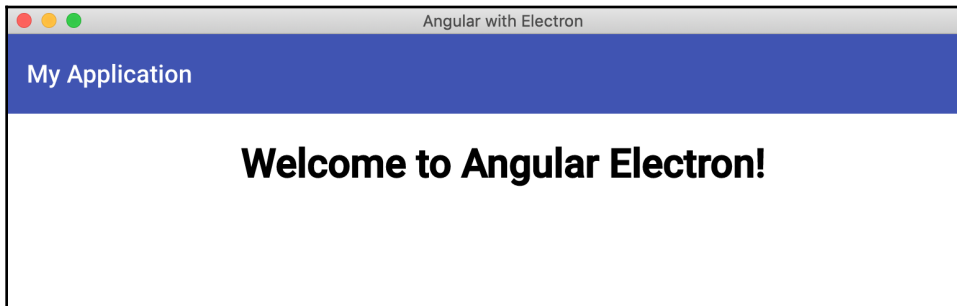 Angular with Electron
My Application
Welcome to Angular Electron!